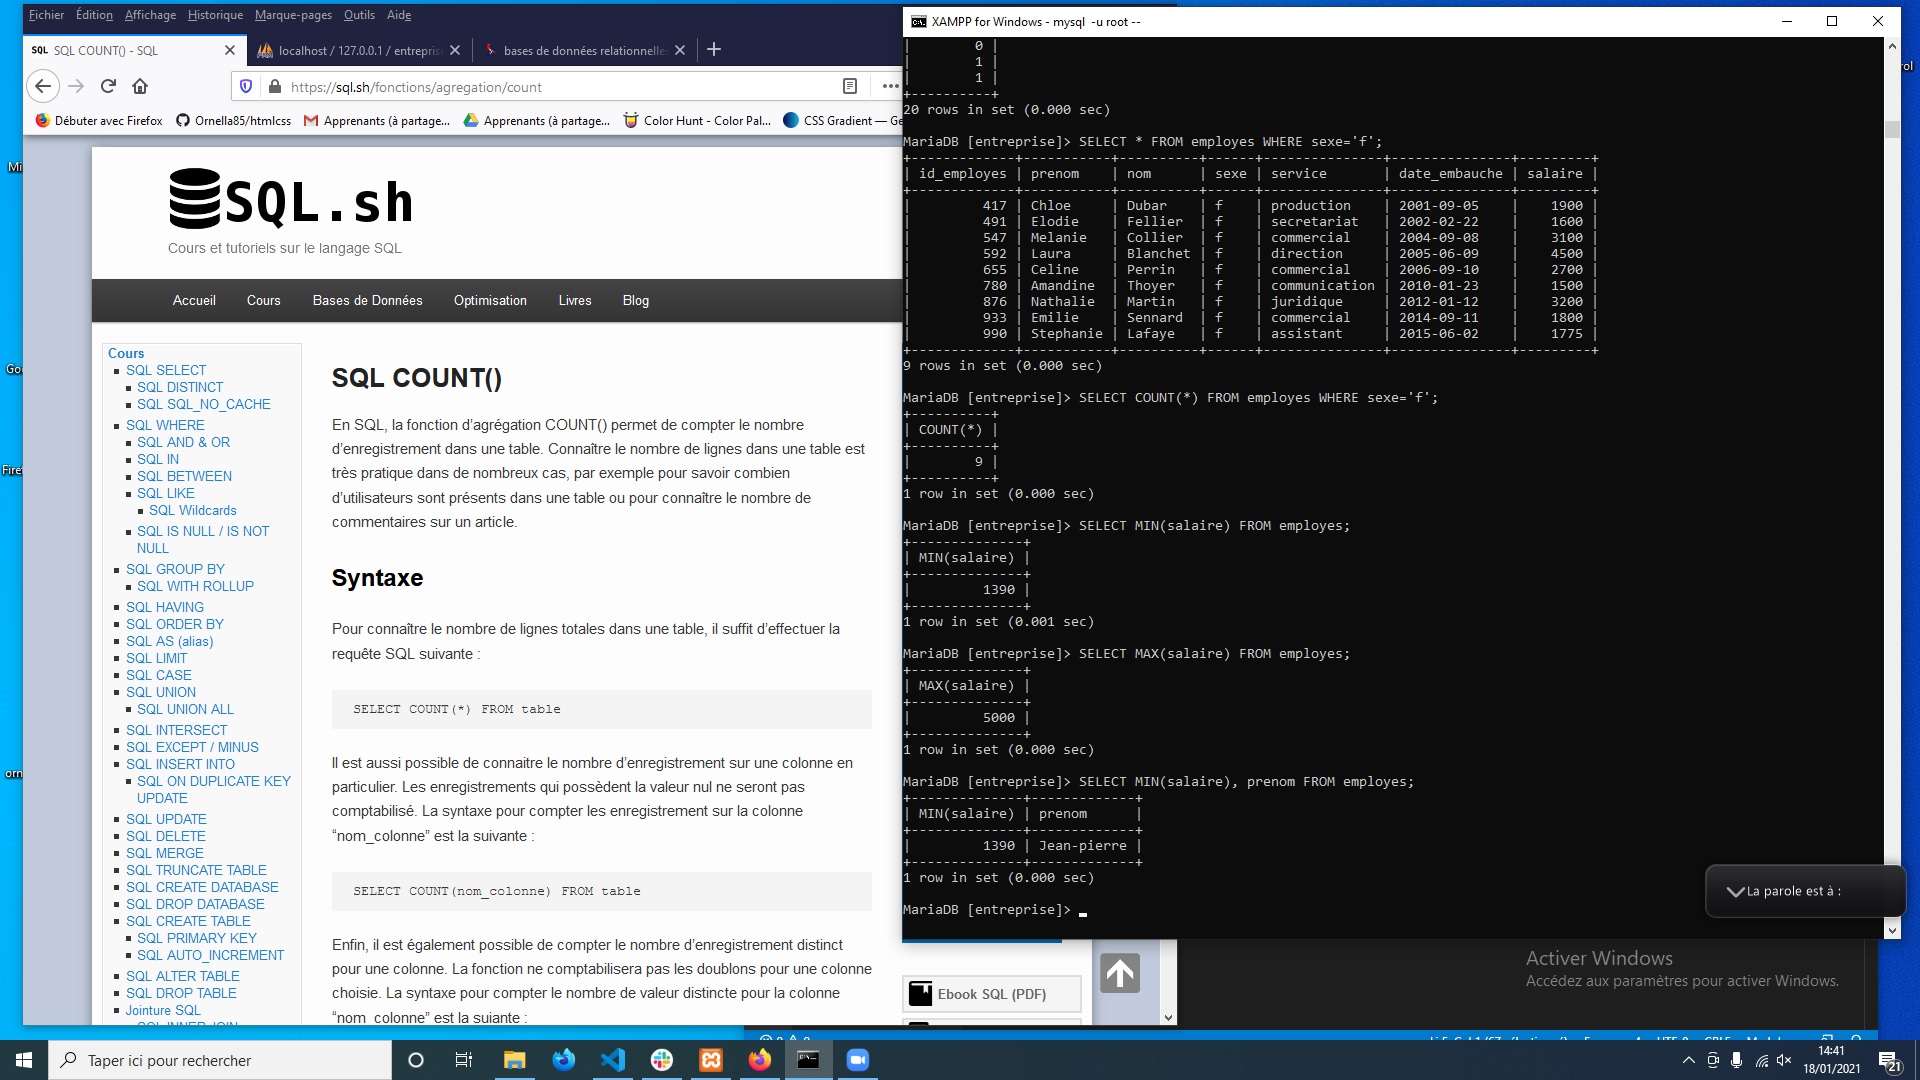 Fichier Édition Affichage Historique Marque-pages Outils Aide
SQL SQL COUNT() - SQL
localhost / 127.0.0.1 / entrepris
bases de données relationnelle
https://sql.sh/fonctions/agregation/count
Débuter avec Firefox Ornella85/htmlcss Apprenants (à partage... Apprenants (à partage... Color Hunt - Color Pal... CSS Gradient — Ge
SQL.sh
Cours et tutoriels sur le langage SQL
Accueil Cours Bases de Données Optimisation Livres Blog
Cours
SQL SELECT
SQL DISTINCT
SQL SQL_NO_CACHE
SQL WHERE
SQL AND & OR
SQL IN
SQL BETWEEN
SQL LIKE
SQL Wildcards
SQL IS NULL / IS NOT
NULL
SQL GROUP BY
SQL WITH ROLLUP
SQL HAVING
SQL ORDER BY
SQL AS (alias)
SQL LIMIT
SQL CASE
SQL UNION
SQL UNION ALL
SQL INTERSECT
SQL EXCEPT / MINUS
SQL INSERT INTO
SQL ON DUPLICATE KEY
UPDATE
SQL UPDATE
SQL DELETE
SQL MERGE
SQL TRUNCATE TABLE
SQL CREATE DATABASE
SQL DROP DATABASE
SQL CREATE TABLE
SQL PRIMARY KEY
SQL AUTO_INCREMENT
SQL ALTER TABLE
SQL DROP TABLE
Jointure SQL
SQL INNER JOIN
SQL COUNT()
En SQL, la fonction d’agrégation COUNT() permet de compter le nombre
d’enregistrement dans une table. Connaître le nombre de lignes dans une table est
très pratique dans de nombreux cas, par exemple pour savoir combien
d’utilisateurs sont présents dans une table ou pour connaître le nombre de
commentaires sur un article.
Syntaxe
Pour connaître le nombre de lignes totales dans une table, il suffit d’effectuer la
requête SQL suivante :
SELECT COUNT(*) FROM table
Il est aussi possible de connaitre le nombre d’enregistrement sur une colonne en
particulier. Les enregistrements qui possèdent la valeur nul ne seront pas
comptabilisé. La syntaxe pour compter les enregistrement sur la colonne
“nom_colonne” est la suivante :
SELECT COUNT(nom_colonne) FROM table
Enfin, il est également possible de compter le nombre d’enregistrement distinct
pour une colonne. La fonction ne comptabilisera pas les doublons pour une colonne
choisie. La syntaxe pour compter le nombre de valeur distincte pour la colonne
“nom_colonne” est la suiante :
Ebook SQL (PDF)
XAMPP for Windows - mysql -u root --
| 0 |
| 1 |
| 1 |
+----------+
20 rows in set (0.000 sec)
MariaDB [entreprise]> SELECT * FROM employes WHERE sexe='f';
+-------------+-----------+----------+------+---------------+---------------+---------+
| id_employes | prenom | nom | sexe | service | date_embauche | salaire |
+-------------+-----------+----------+------+---------------+---------------+---------+
| 417 | Chloe | Dubar | f | production | 2001-09-05 | 1900 |
| 491 | Elodie | Fellier | f | secretariat | 2002-02-22 | 1600 |
| 547 | Melanie | Collier | f | commercial | 2004-09-08 | 3100 |
| 592 | Laura | Blanchet | f | direction | 2005-06-09 | 4500 |
| 655 | Celine | Perrin | f | commercial | 2006-09-10 | 2700 |
| 780 | Amandine | Thoyer | f | communication | 2010-01-23 | 1500 |
| 876 | Nathalie | Martin | f | juridique | 2012-01-12 | 3200 |
| 933 | Emilie | Sennard | f | commercial | 2014-09-11 | 1800 |
| 990 | Stephanie | Lafaye | f | assistant | 2015-06-02 | 1775 |
+-------------+-----------+----------+------+---------------+---------------+---------+
9 rows in set (0.000 sec)
MariaDB [entreprise]> SELECT COUNT(*) FROM employes WHERE sexe='f';
+----------+
| COUNT(*) |
+----------+
| 9 |
+----------+
1 row in set (0.000 sec)
MariaDB [entreprise]> SELECT MIN(salaire) FROM employes;
+--------------+
| MIN(salaire) |
+--------------+
| 1390 |
+--------------+
1 row in set (0.001 sec)
MariaDB [entreprise]> SELECT MAX(salaire) FROM employes;
+--------------+
| MAX(salaire) |
+--------------+
| 5000 |
+--------------+
1 row in set (0.000 sec)
MariaDB [entreprise]> SELECT MIN(salaire), prenom FROM employes;
+--------------+-------------+
| MIN(salaire) | prenom |
+--------------+-------------+
| 1390 | Jean-pierre |
+--------------+-------------+
1 row in set (0.000 sec)
MariaDB [entreprise]>
La parole est à :
Activer Windows
Accédez aux paramètres pour activer Windows.
Taper ici pour rechercher
14:41
18/01/2021
21